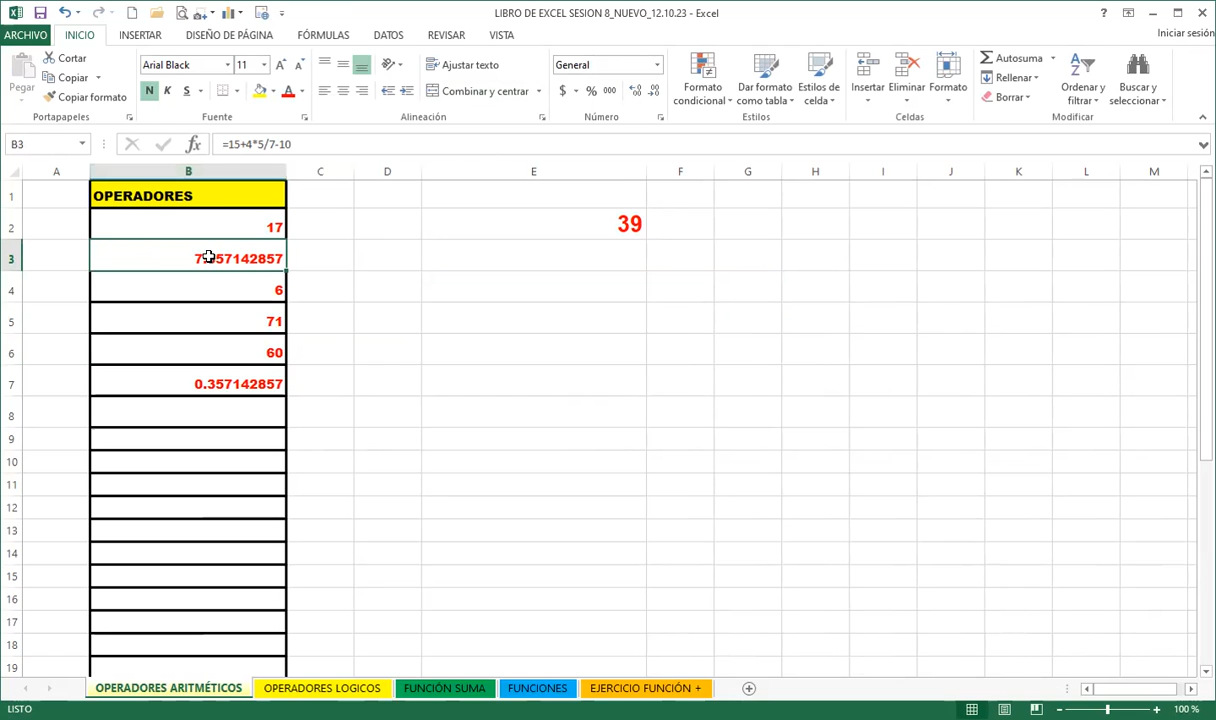 LIBRO DE EXCEL SESION 8_NUEVO_12.10.23 - Excel
ARCHIVO INICIO INSERTAR DISEÑO DE PÁGINA FÓRMULAS DATOS REVISAR VISTA Iniciar sesión
Pegar
Cortar
Copiar
Copiar formato
Portapapeles
Arial Black 11
N K S A
Fuente
Ajustar texto
Combinar y centrar
Alineación
General
$ % 000
Número
Formato condicional
Dar formato como tabla
Estilos de celda
Estilos
Insertar
Eliminar
Formato
Celdas
Autosuma
Rellenar
Borrar
Ordenar y filtrar
Buscar y seleccionar
Modificar
B3 fx =15+4*5/7-10
A B C D E F G H I J K L M
1 OPERADORES
2 17 39
3
4 6
5 71
6 60
7 0.357142857
8
9
10
11
12
13
14
15
16
17
18
19
OPERADORES ARITMÉTICOS OPERADORES LOGICOS FUNCIÓN SUMA FUNCIONES EJERCICIO FUNCIÓN +
LISTO 100 %